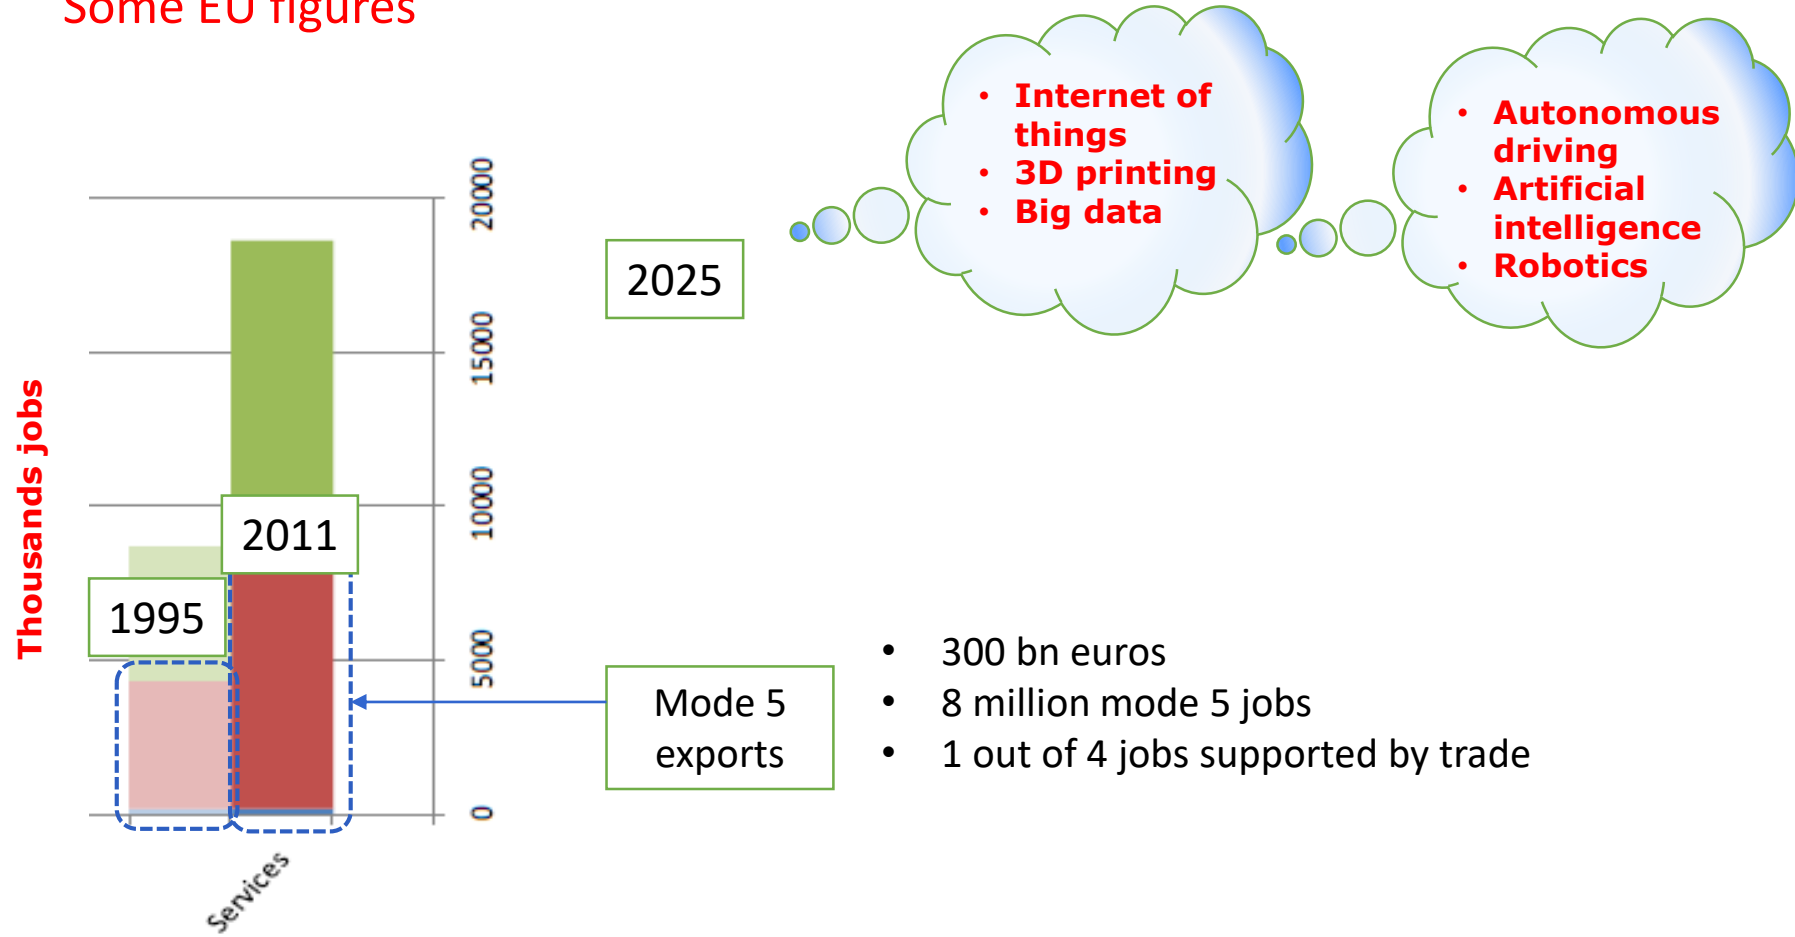 Some EU figures
• Internet of
things
• 3D printing
• Big data
• Autonomous
driving
• Artificial
intelligence
• Robotics
2025
Thousands jobs
20000
15000
10000
5000
0
2011
1995
Services
Mode 5
exports
• 300 bn euros
• 8 million mode 5 jobs
• 1 out of 4 jobs supported by trade